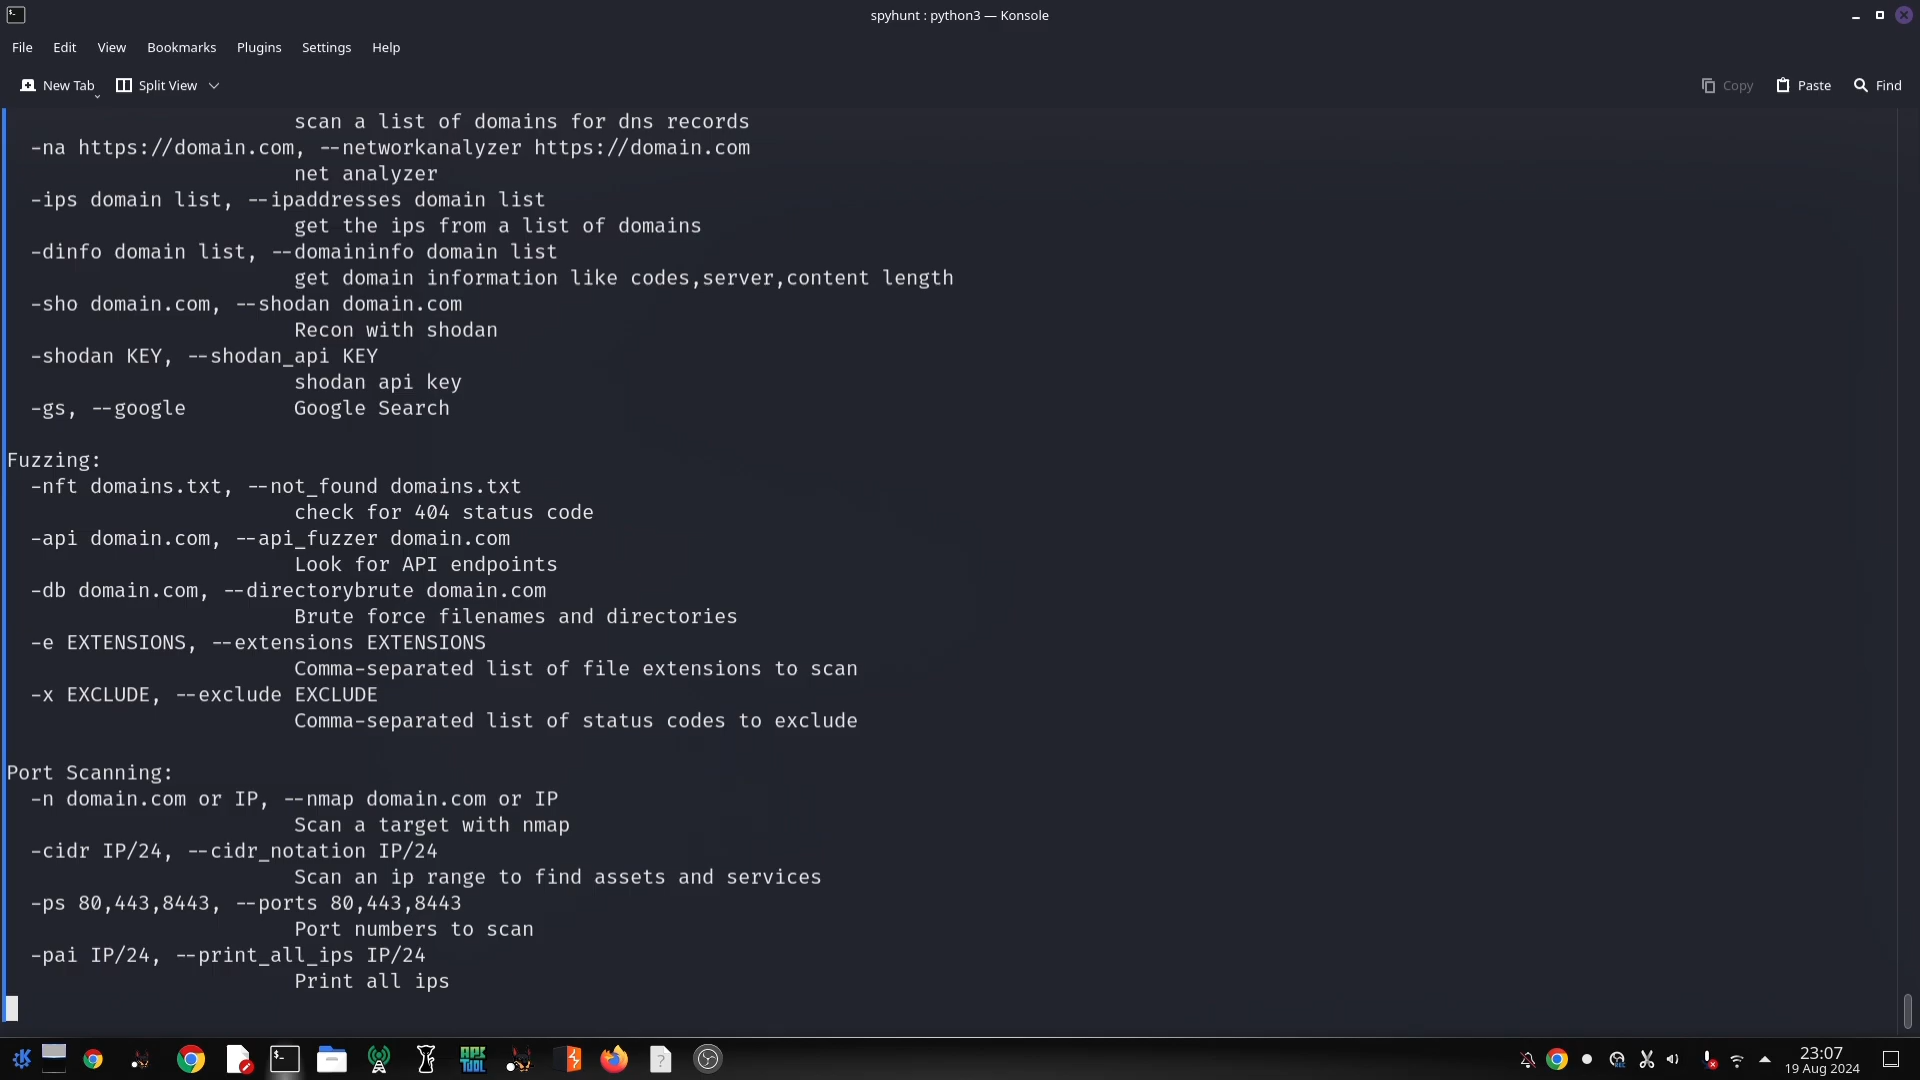 spyhunt : python3 — Konsole
File Edit View Bookmarks Plugins Settings Help
New Tab Split View Copy Paste Find
scan a list of domains for dns records
-na https://domain.com, --networkanalyzer https://domain.com
net analyzer
-ips domain list, --ipaddresses domain list
get the ips from a list of domains
-dinfo domain list, --domaininfo domain list
get domain information like codes,server,content length
-sho domain.com, --shodan domain.com
Recon with shodan
-shodan KEY, --shodan_api KEY
shodan api key
-gs, --google Google Search
Fuzzing:
-nft domains.txt, --not_found domains.txt
check for 404 status code
-api domain.com, --api_fuzzer domain.com
Look for API endpoints
-db domain.com, --directorybrute domain.com
Brute force filenames and directories
-e EXTENSIONS, --extensions EXTENSIONS
Comma-separated list of file extensions to scan
-x EXCLUDE, --exclude EXCLUDE
Comma-separated list of status codes to exclude
Port Scanning:
-n domain.com or IP, --nmap domain.com or IP
Scan a target with nmap
-cidr IP/24, --cidr_notation IP/24
Scan an ip range to find assets and services
-ps 80,443,8443, --ports 80,443,8443
Port numbers to scan
-pai IP/24, --print_all_ips IP/24
Print all ips
APK
TOOL
23:07
19 Aug 2024